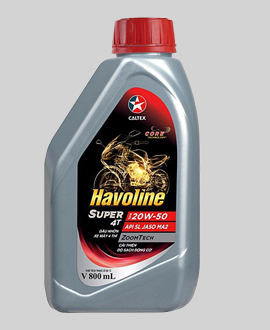 CALTEX
CORE
Havoline
SUPER
4T
20W-50
API SL JASO MA2
DẦU NHỚN
XE MÁY 4 THÌ
ZOOMTECH
CẢI THIỆN
ĐỘ SẠCH ĐỘNG CƠ
V 800 mL